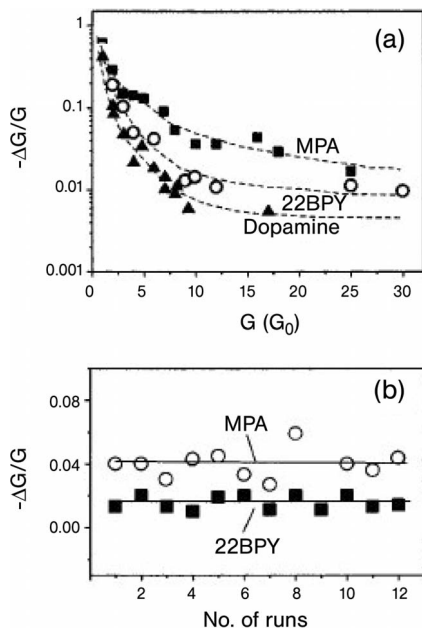 (a)
1
0.1
0.01
0.001
-ΔG/G
MPA
22BPY
Dopamine
0 5 10 15 20 25 30
G (G₀)
(b)
0.08
0.04
0.00
-ΔG/G
MPA
22BPY
0 2 4 6 8 10 12
No. of runs